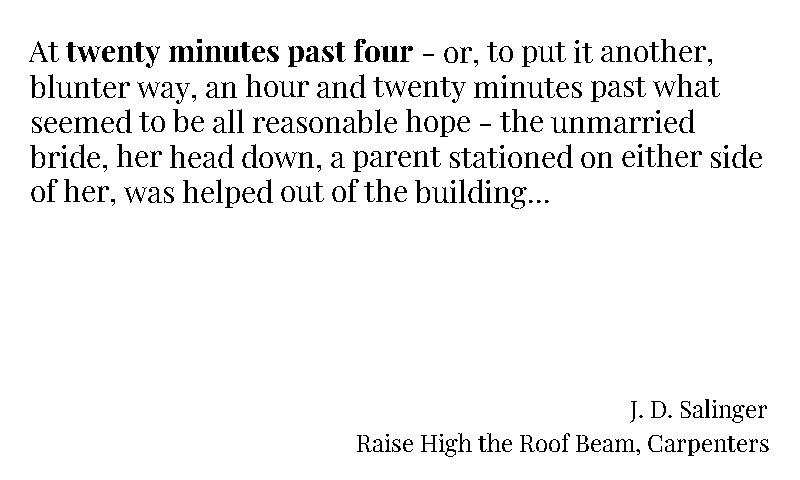 At twenty minutes past four – or, to put it another,
blunter way, an hour and twenty minutes past what
seemed to be all reasonable hope – the unmarried
bride, her head down, a parent stationed on either side
of her, was helped out of the building...
J. D. Salinger
Raise High the Roof Beam, Carpenters